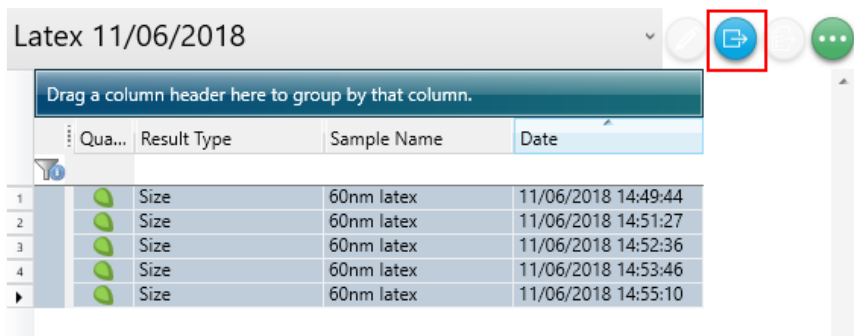 Latex 11/06/2018
Drag a column header here to group by that column.
Qua... Result Type Sample Name Date
1 Size 60nm latex 11/06/2018 14:49:44
2 Size 60nm latex 11/06/2018 14:51:27
3 Size 60nm latex 11/06/2018 14:52:36
4 Size 60nm latex 11/06/2018 14:53:46
Size 60nm latex 11/06/2018 14:55:10